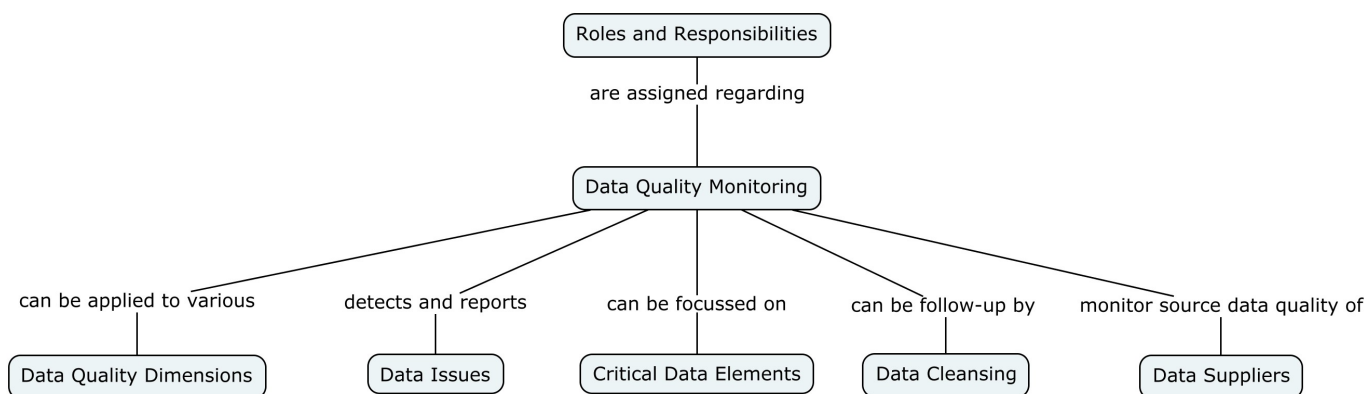 Roles and Responsibilities
are assigned regarding
Data Quality Monitoring
can be applied to various
detects and reports
can be focussed on
can be follow-up by
monitor source data quality of
Data Quality Dimensions
Data Issues
Critical Data Elements
Data Cleansing
Data Suppliers